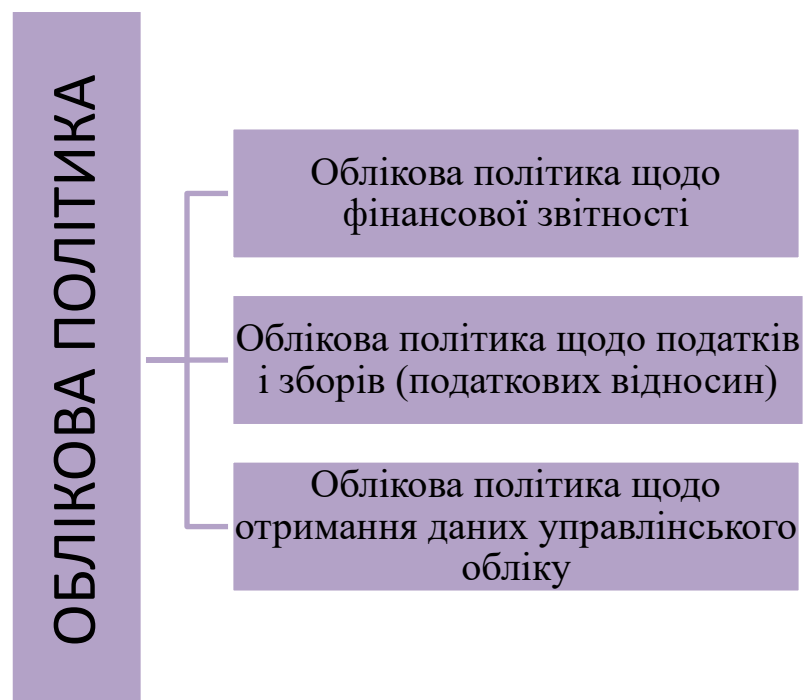 ОБЛІКОВА ПОЛІТИКА
Облікова політика щодо
фінансової звітності
Облікова політика щодо податків
і зборів (податкових відносин)
Облікова політика щодо
отримання даних управлінського
обліку